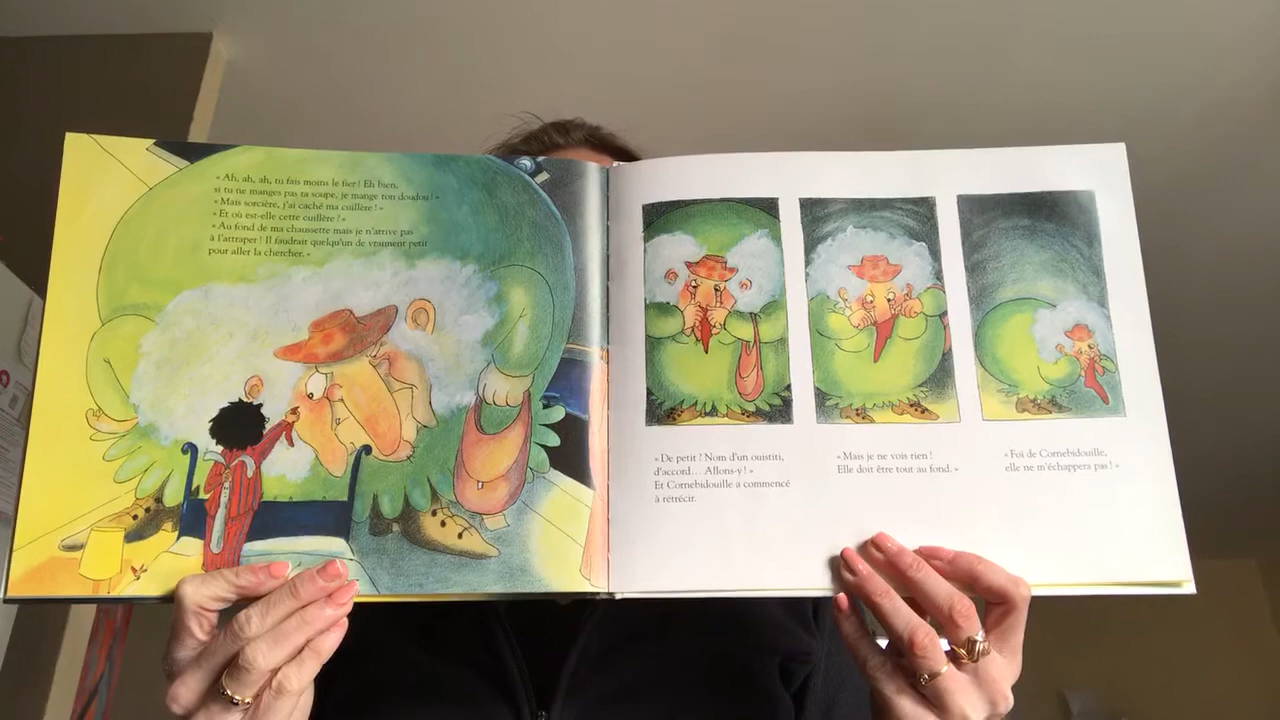 « Ah, ah, ah, tu fais moins le fier ! Eh bien,
si tu ne manges pas ta soupe, je mange ton doudou ! »
« Mais sorcière, j'ai caché ma cuillère ! »
« Et où est-elle cette cuillère ? »
« Au fond de ma chaussette mais je n'arrive pas
à l'attraper ! Il faudrait quelqu'un de vraiment petit
pour aller la chercher. »
« De petit ? Nom d'un ouistiti,
d'accord... Allons-y ! »
Et Cornebidouille a commencé
à rétrécir.
« Mais je ne vois rien !
Elle doit être tout au fond. »
« Foi de Cornebidouille,
elle ne m'échappera pas ! »